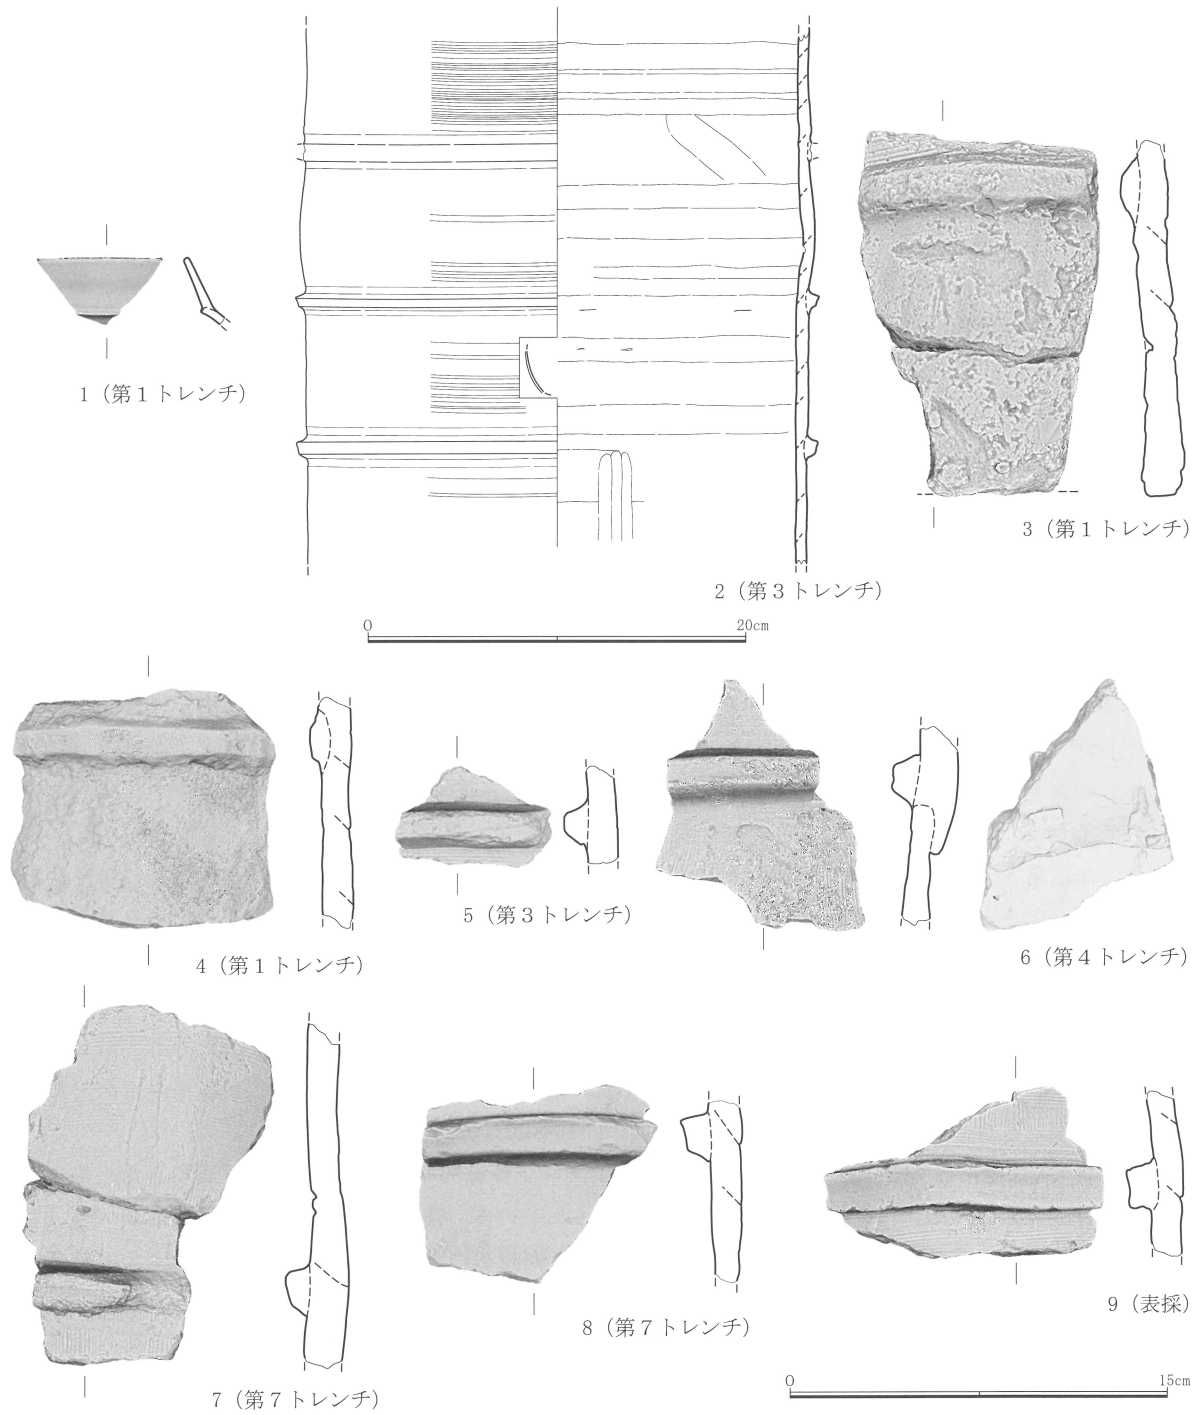 1（第１トレンチ）
2（第３トレンチ）
3（第１トレンチ）
0 20cm
4（第１トレンチ）
5（第３トレンチ）
6（第４トレンチ）
7（第７トレンチ）
8（第７トレンチ）
9（表採）
0 15cm